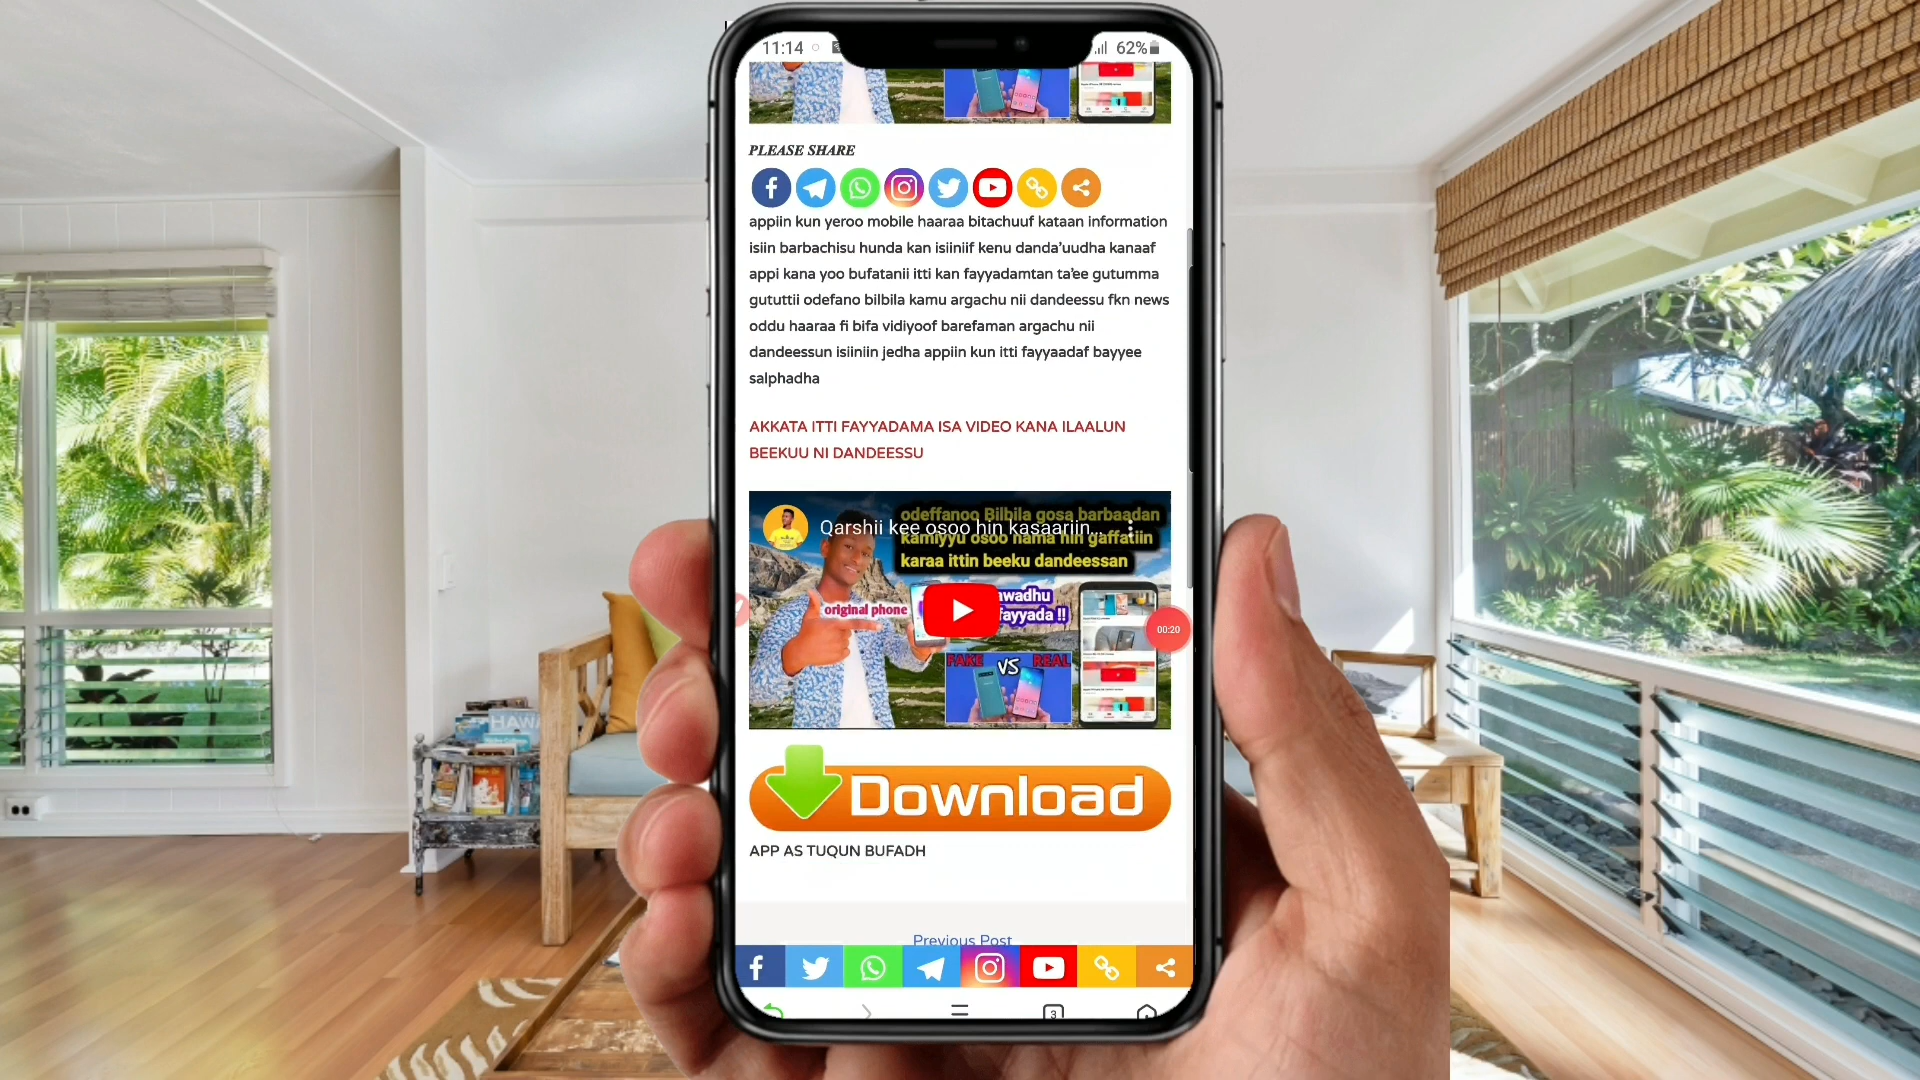 11:14
62%
PLEASE SHARE
appiin kun yeroo mobile haaraa bitachuuf kataan information
isiin barbachisu hunda kan isiiniif kenu danda’uudha kanaaf
appi kana yoo bufatanii itti kan fayyadamtan ta’ee gutumma
gututtii odefano bilbila kamu argachu nii dandeessu fkn news
oddu haaraa fi bifa vidiyoof barefaman argachu nii
dandeessun isiiniin jedha appiin kun itti fayyaadaf bayyee
salphadha
AKKATA ITTI FAYYADAMA ISA VIDEO KANA ILAALUN
BEEKUU NI DANDEESSU
Qarshii kee osoo hin kasaariin...
odeffanoo Bilbila gosa barbaadan
kamiyyu osoo nama hin gaffatiin
karaa ittin beeku dandeessan
original phone
fayyada !!
00:20
FAKE VS REAL
Download
APP AS TUQUN BUFADH
Previous Post
3
HAWA